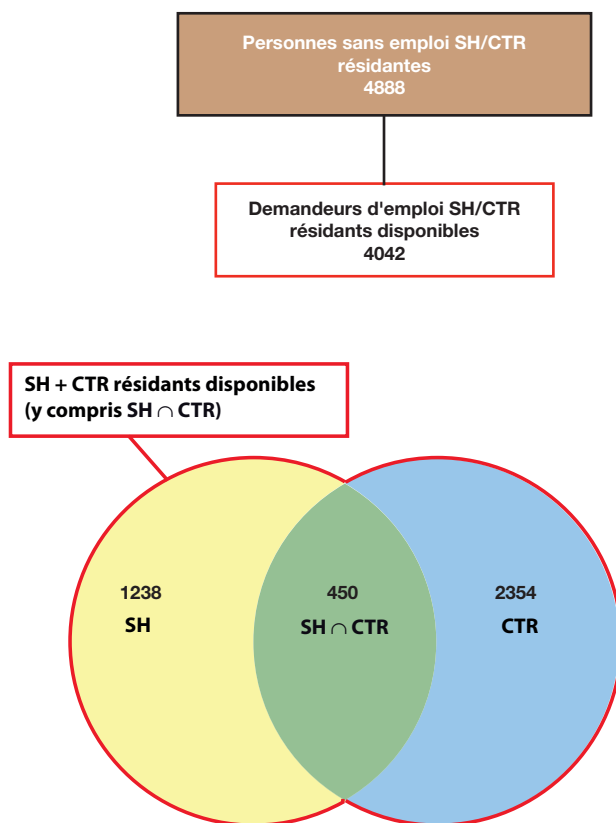 Personnes sans emploi SH/CTR
résidantes
4888
Demandeurs d'emploi SH/CTR
résidants disponibles
4042
SH + CTR résidants disponibles
(y compris SH ∩ CTR)
1238
SH
450
SH ∩ CTR
2354
CTR